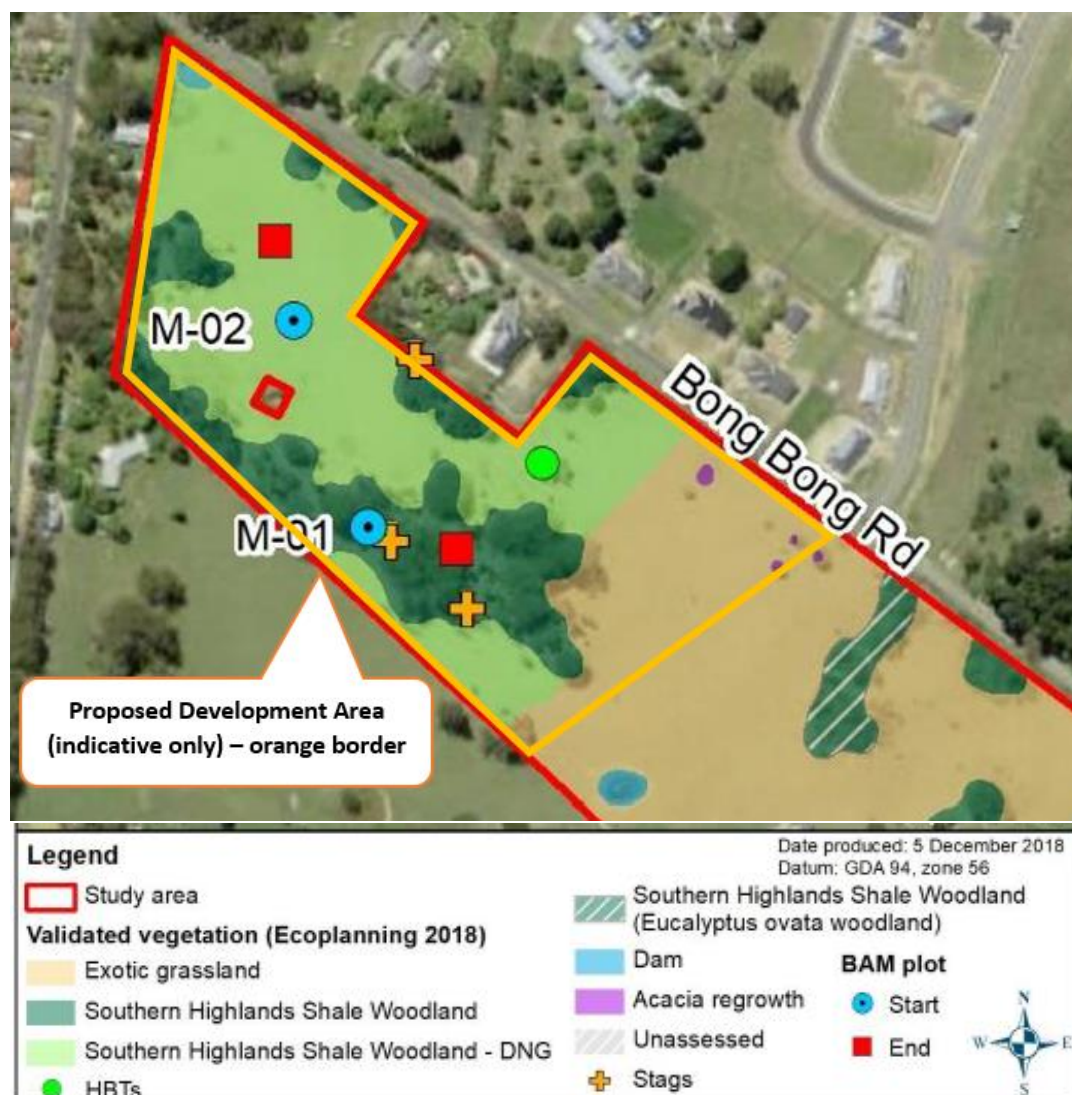 M-02
Bong Bong Rd
M-01
Proposed Development Area
(indicative only) – orange border
Legend
Study area
Validated vegetation (Ecoplanning 2018)
Exotic grassland
Southern Highlands Shale Woodland
Southern Highlands Shale Woodland - DNG
HBTs
Date produced: 5 December 2018
Datum: GDA 94, zone 56
Southern Highlands Shale Woodland
(Eucalyptus ovata woodland)
Dam
Acacia regrowth
Unassessed
Stags
BAM plot
Start
End
N
W E
S